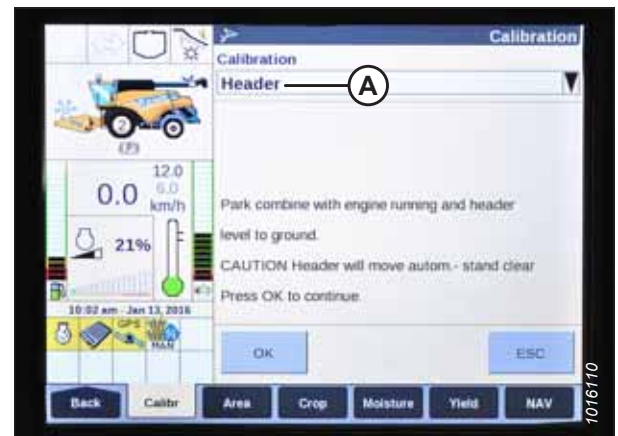 Calibration
Calibration
Header
A
(P)
12.0
6.0
0.0 km/h
21%
10:02 am - Jan 13, 2016
GPS
MAN
Park combine with engine running and header
level to ground.
CAUTION Header will move autom.- stand clear
Press OK to continue
OK
ESC
Back
Calibr
Area
Crop
Moisture
Yield
NAV
1016110